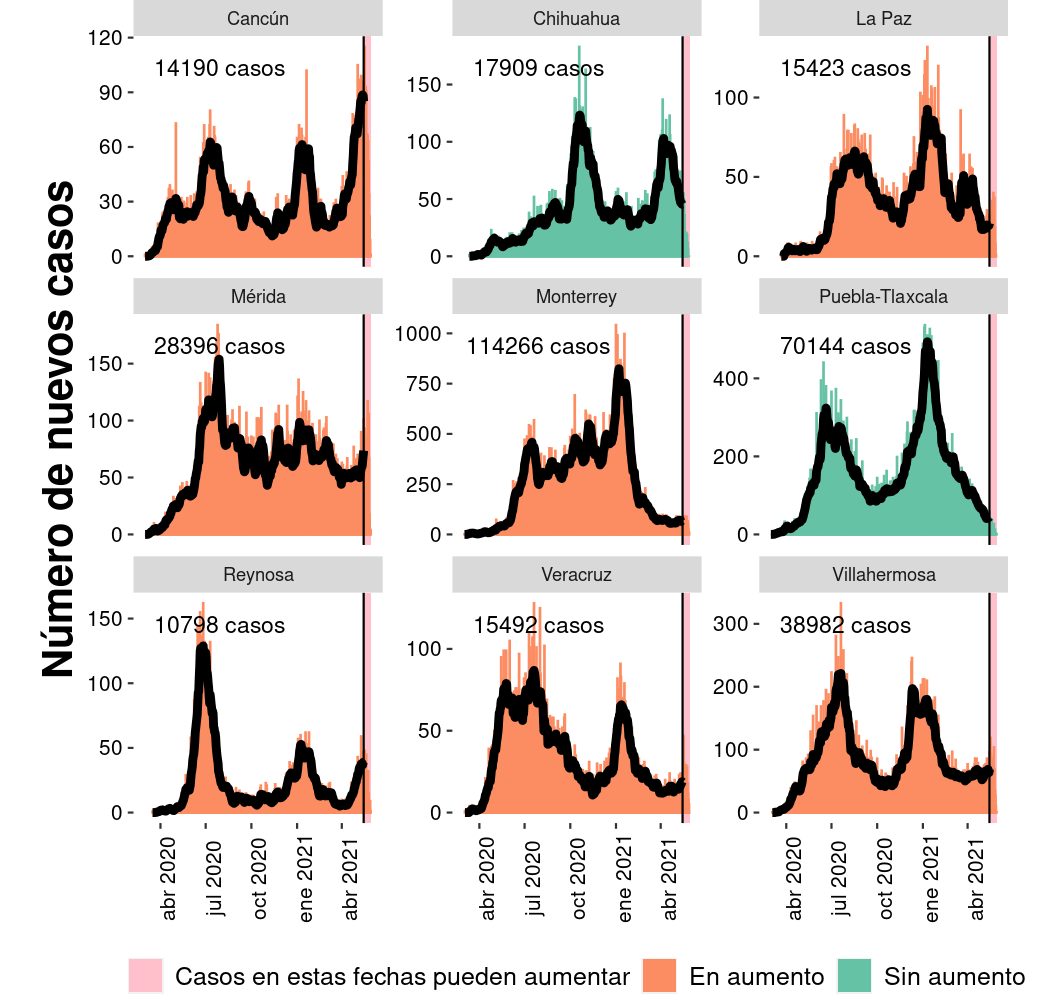 Número de nuevos casos
Cancún
Chihuahua
La Paz
14190 casos
17909 casos
15423 casos
120
90
60
30
0
150
100
50
0
100
50
0
Mérida
Monterrey
Puebla-Tlaxcala
28396 casos
114266 casos
70144 casos
150
100
50
0
1000
750
500
250
0
400
200
0
Reynosa
Veracruz
Villahermosa
10798 casos
15492 casos
38982 casos
150
100
50
0
100
50
0
300
200
100
0
abr 2020
jul 2020
oct 2020
ene 2021
abr 2021
abr 2020
jul 2020
oct 2020
ene 2021
abr 2021
abr 2020
jul 2020
oct 2020
ene 2021
abr 2021
Casos en estas fechas pueden aumentar
En aumento
Sin aumento